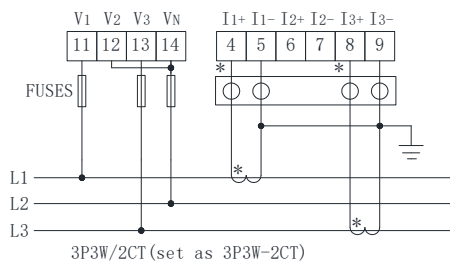 V1 V2 V3 VN I1+ I1- I2+ I2- I3+ I3-
11 12 13 14 4 5 6 7 8 9
* *
FUSES
*
L1
L2
* 
L3
3P3W/2CT(set as 3P3W-2CT)